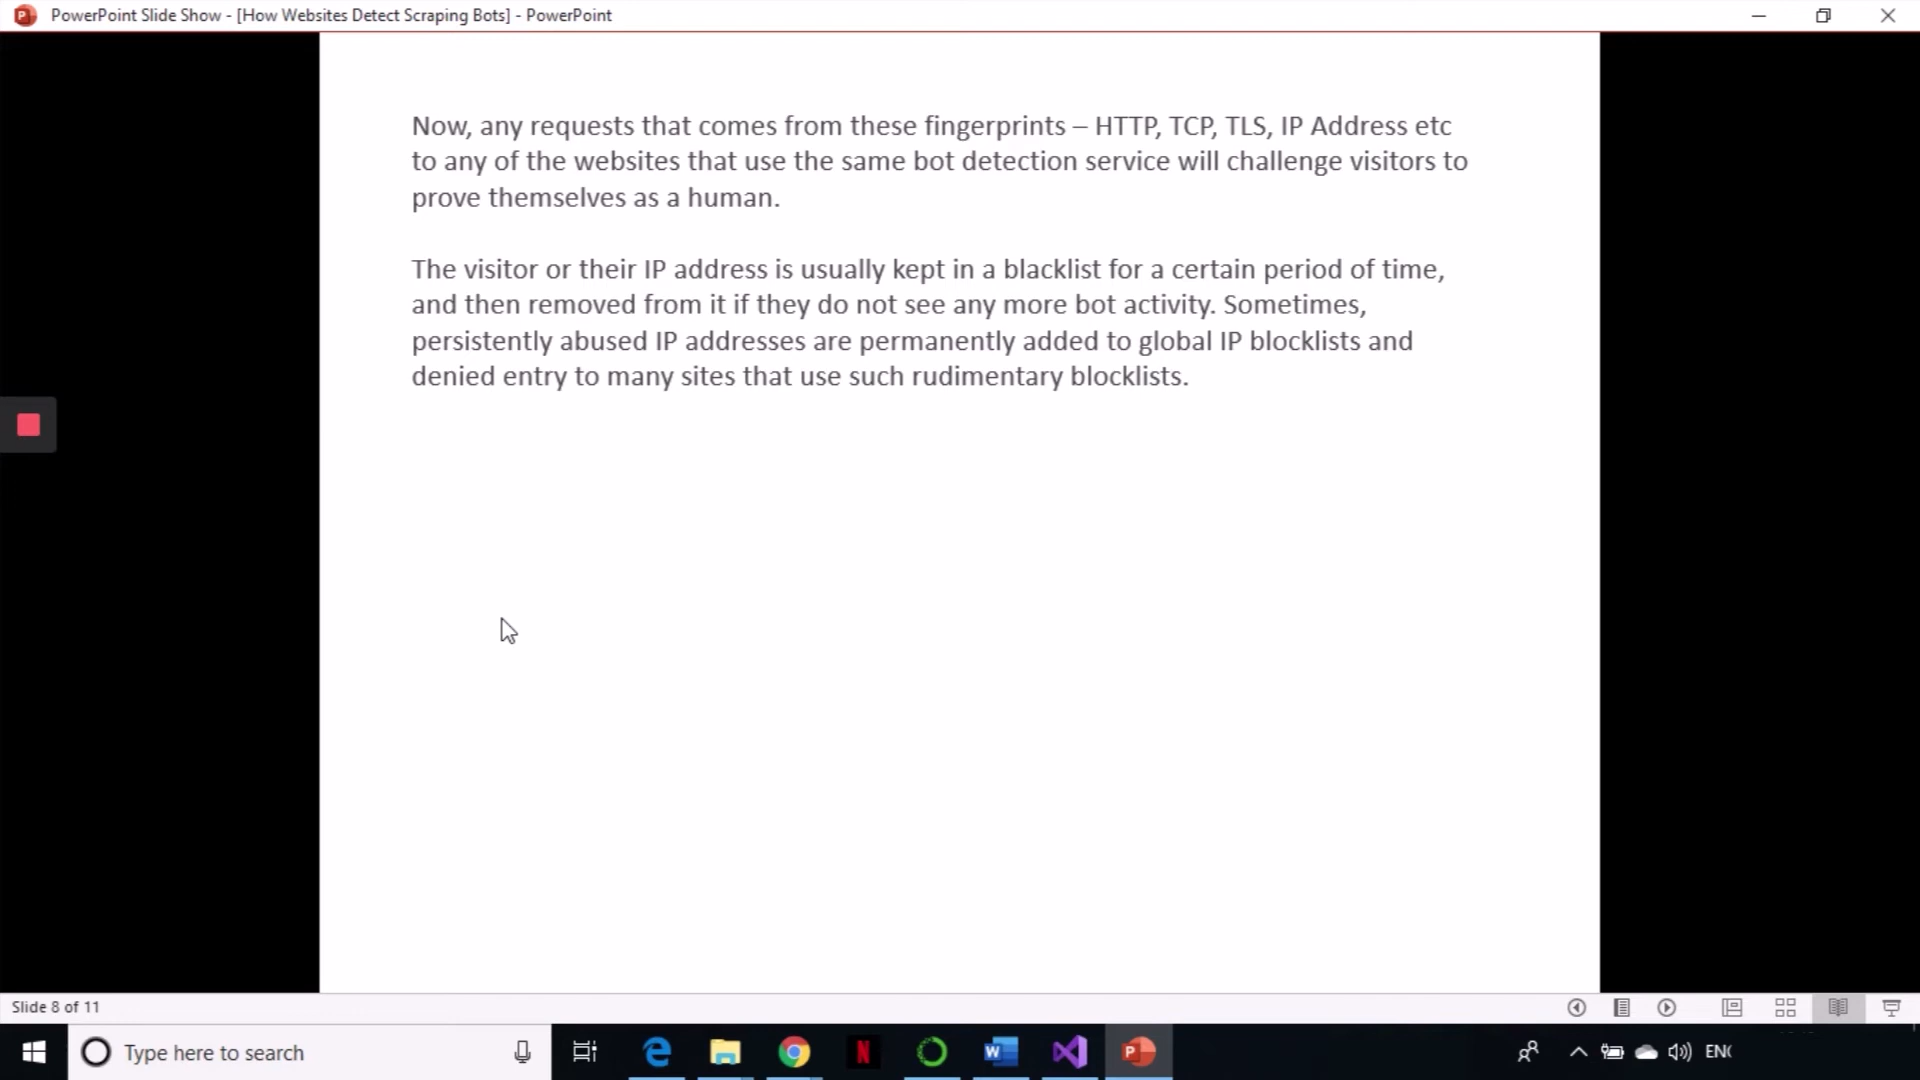 PowerPoint Slide Show - [How Websites Detect Scraping Bots] - PowerPoint
Now, any requests that comes from these fingerprints – HTTP, TCP, TLS, IP Address etc
to any of the websites that use the same bot detection service will challenge visitors to
prove themselves as a human.
The visitor or their IP address is usually kept in a blacklist for a certain period of time,
and then removed from it if they do not see any more bot activity. Sometimes,
persistently abused IP addresses are permanently added to global IP blocklists and
denied entry to many sites that use such rudimentary blocklists.
Slide 8 of 11
Type here to search